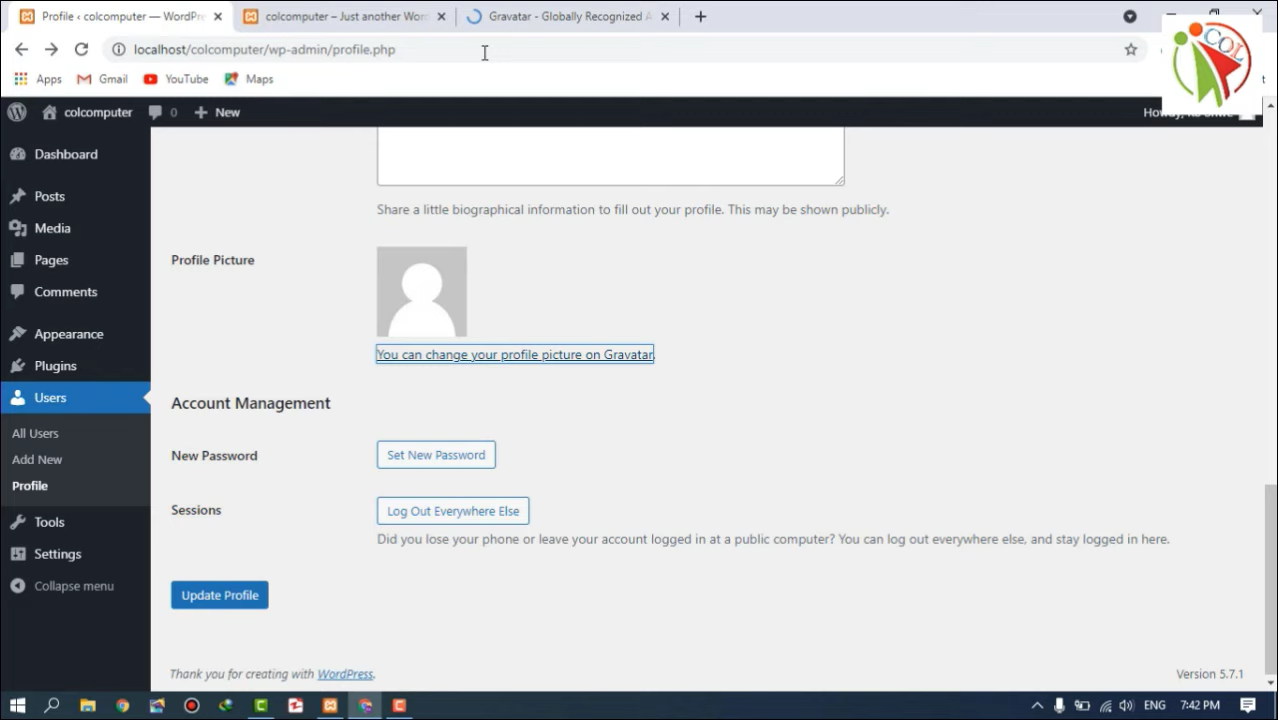 Profile ‹ colcomputer — WordPre
colcomputer – Just another Wor
Gravatar - Globally Recognized A
localhost/colcomputer/wp-admin/profile.php
Apps
Gmail
YouTube
Maps
COL
colcomputer
0
New
Dashboard
Posts
Media
Pages
Comments
Appearance
Plugins
Users
All Users
Add New
Profile
Tools
Settings
Collapse menu
Share a little biographical information to fill out your profile. This may be shown publicly.
Profile Picture
You can change your profile picture on Gravatar.
Account Management
New Password
Set New Password
Sessions
Log Out Everywhere Else
Did you lose your phone or leave your account logged in at a public computer? You can log out everywhere else, and stay logged in here.
Update Profile
Thank you for creating with WordPress.
Version 5.7.1
ENG
7:42 PM